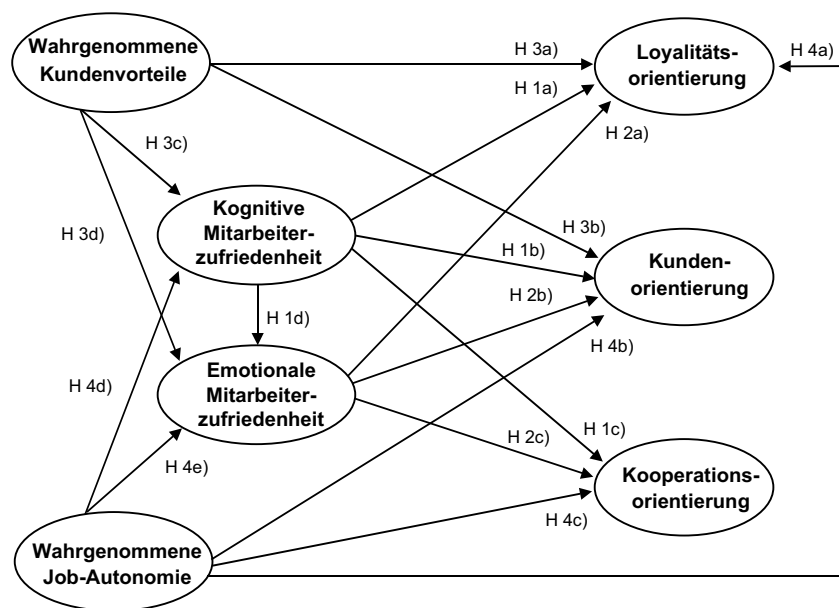 Wahrgenommene
Kundenvorteile
H 3a)
Loyalitäts-
orientierung
H 4a)
H 1a)
H 2a)
H 3c)
Kognitive
Mitarbeiter-
zufriedenheit
H 3d)
H 3b)
H 1b)
Kunden-
orientierung
H 1d)
H 2b)
H 4b)
Emotionale
Mitarbeiter-
zufriedenheit
H 4d)
H 4e)
H 2c)
H 1c)
Kooperations-
orientierung
H 4c)
Wahrgenommene
Job-Autonomie